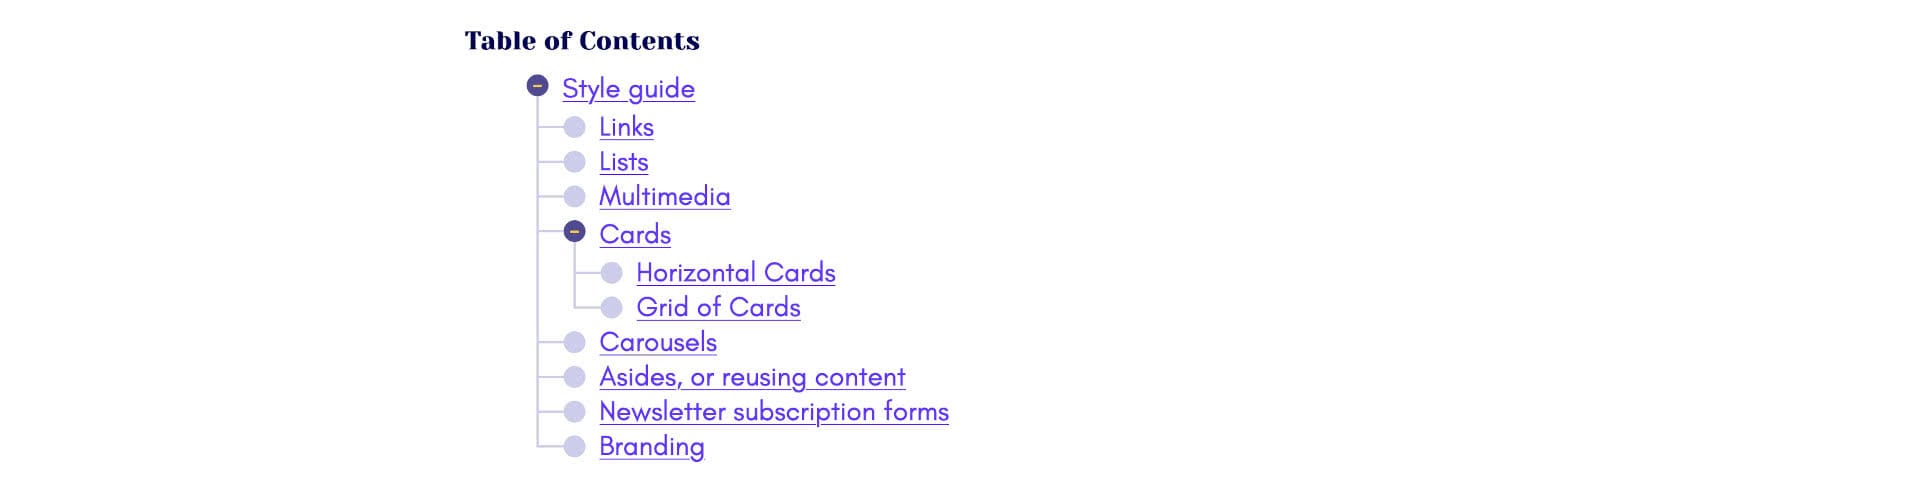 Table of Contents
Style guide
Links
Lists
Multimedia
Cards
Horizontal Cards
Grid of Cards
Carousels
Asides, or reusing content
Newsletter subscription forms
Branding